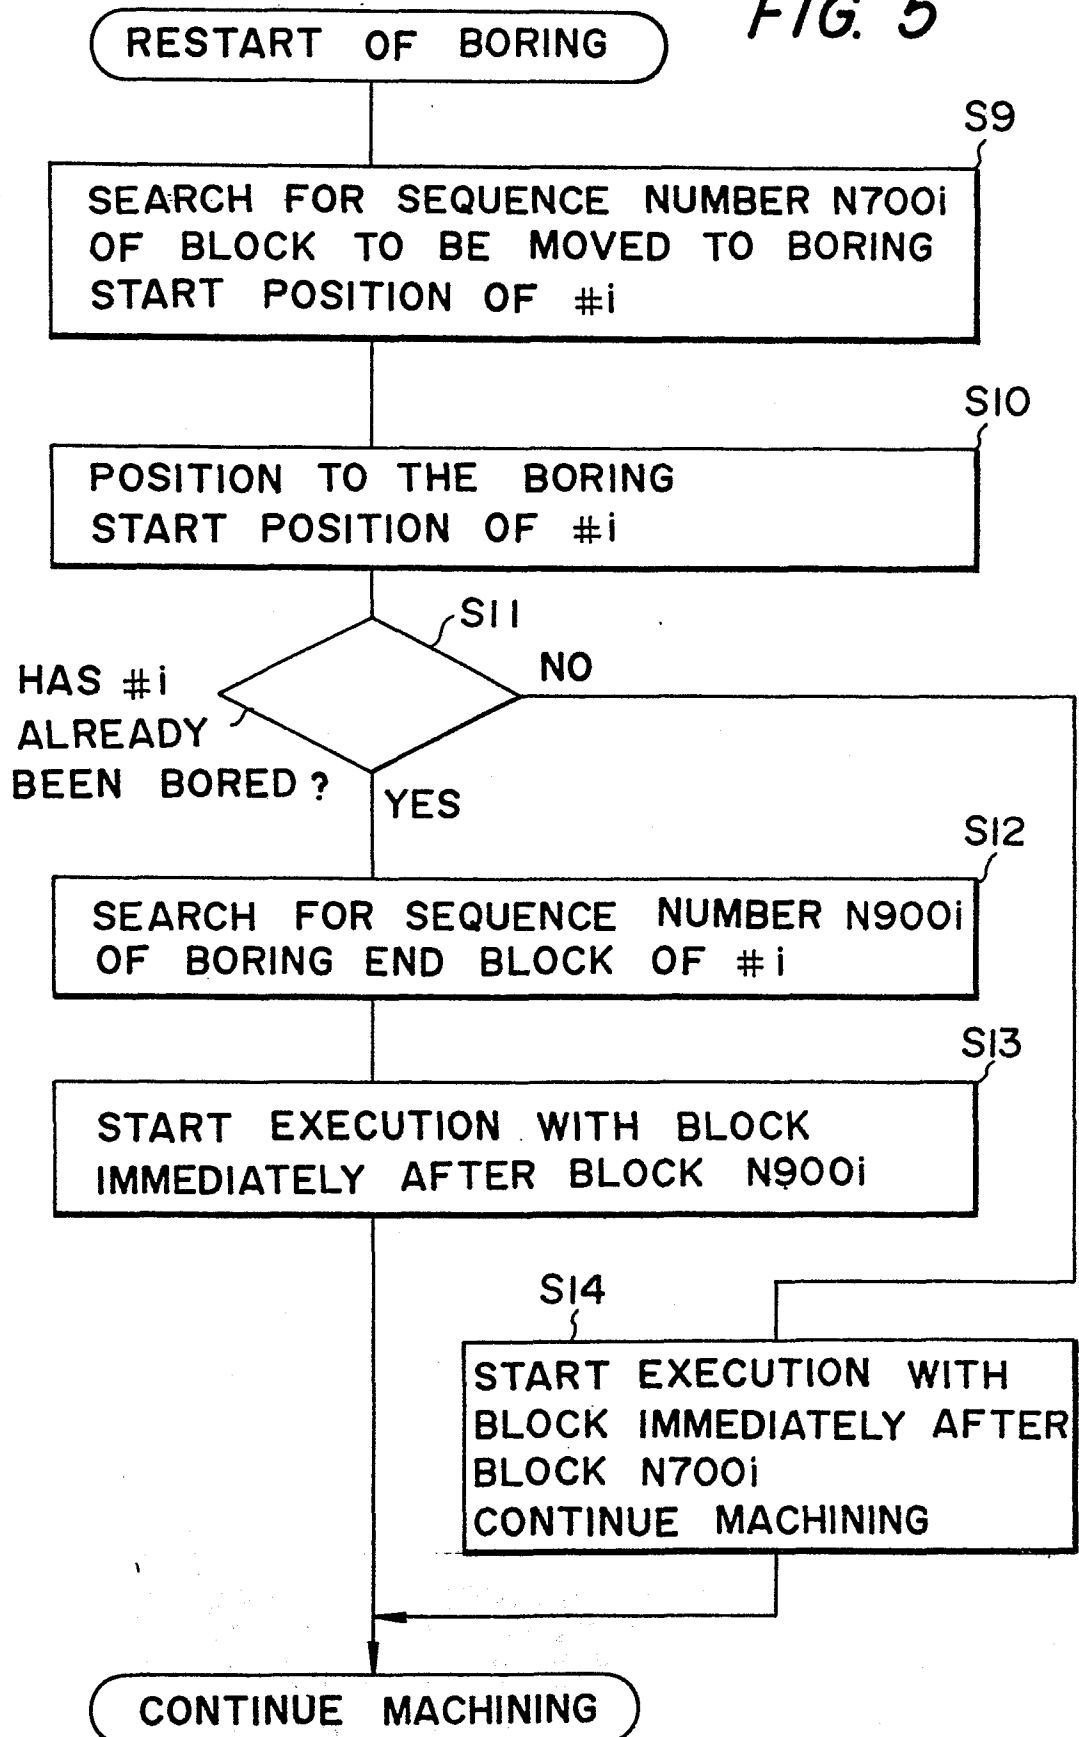 FIG. 5
RESTART OF BORING
S9
SEARCH FOR SEQUENCE NUMBER N700i
OF BLOCK TO BE MOVED TO BORING
START POSITION OF #i
S10
POSITION TO THE BORING
START POSITION OF #i
S11
HAS #i
ALREADY
BEEN BORED?
NO
YES
S12
SEARCH FOR SEQUENCE NUMBER N900i
OF BORING END BLOCK OF #i
S13
START EXECUTION WITH BLOCK
IMMEDIATELY AFTER BLOCK N900i
S14
START EXECUTION WITH
BLOCK IMMEDIATELY AFTER
BLOCK N700i
CONTINUE MACHINING
CONTINUE MACHINING